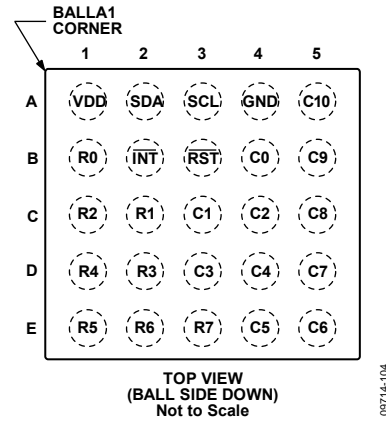 BALLA1
CORNER
1 2 3 4 5
A VDD SDA SCL GND C10
B R0 INT RST C0 C9
C R2 R1 C1 C2 C8
D R4 R3 C3 C4 C7
E R5 R6 R7 C5 C6
TOP VIEW
(BALL SIDE DOWN)
Not to Scale
09714-104